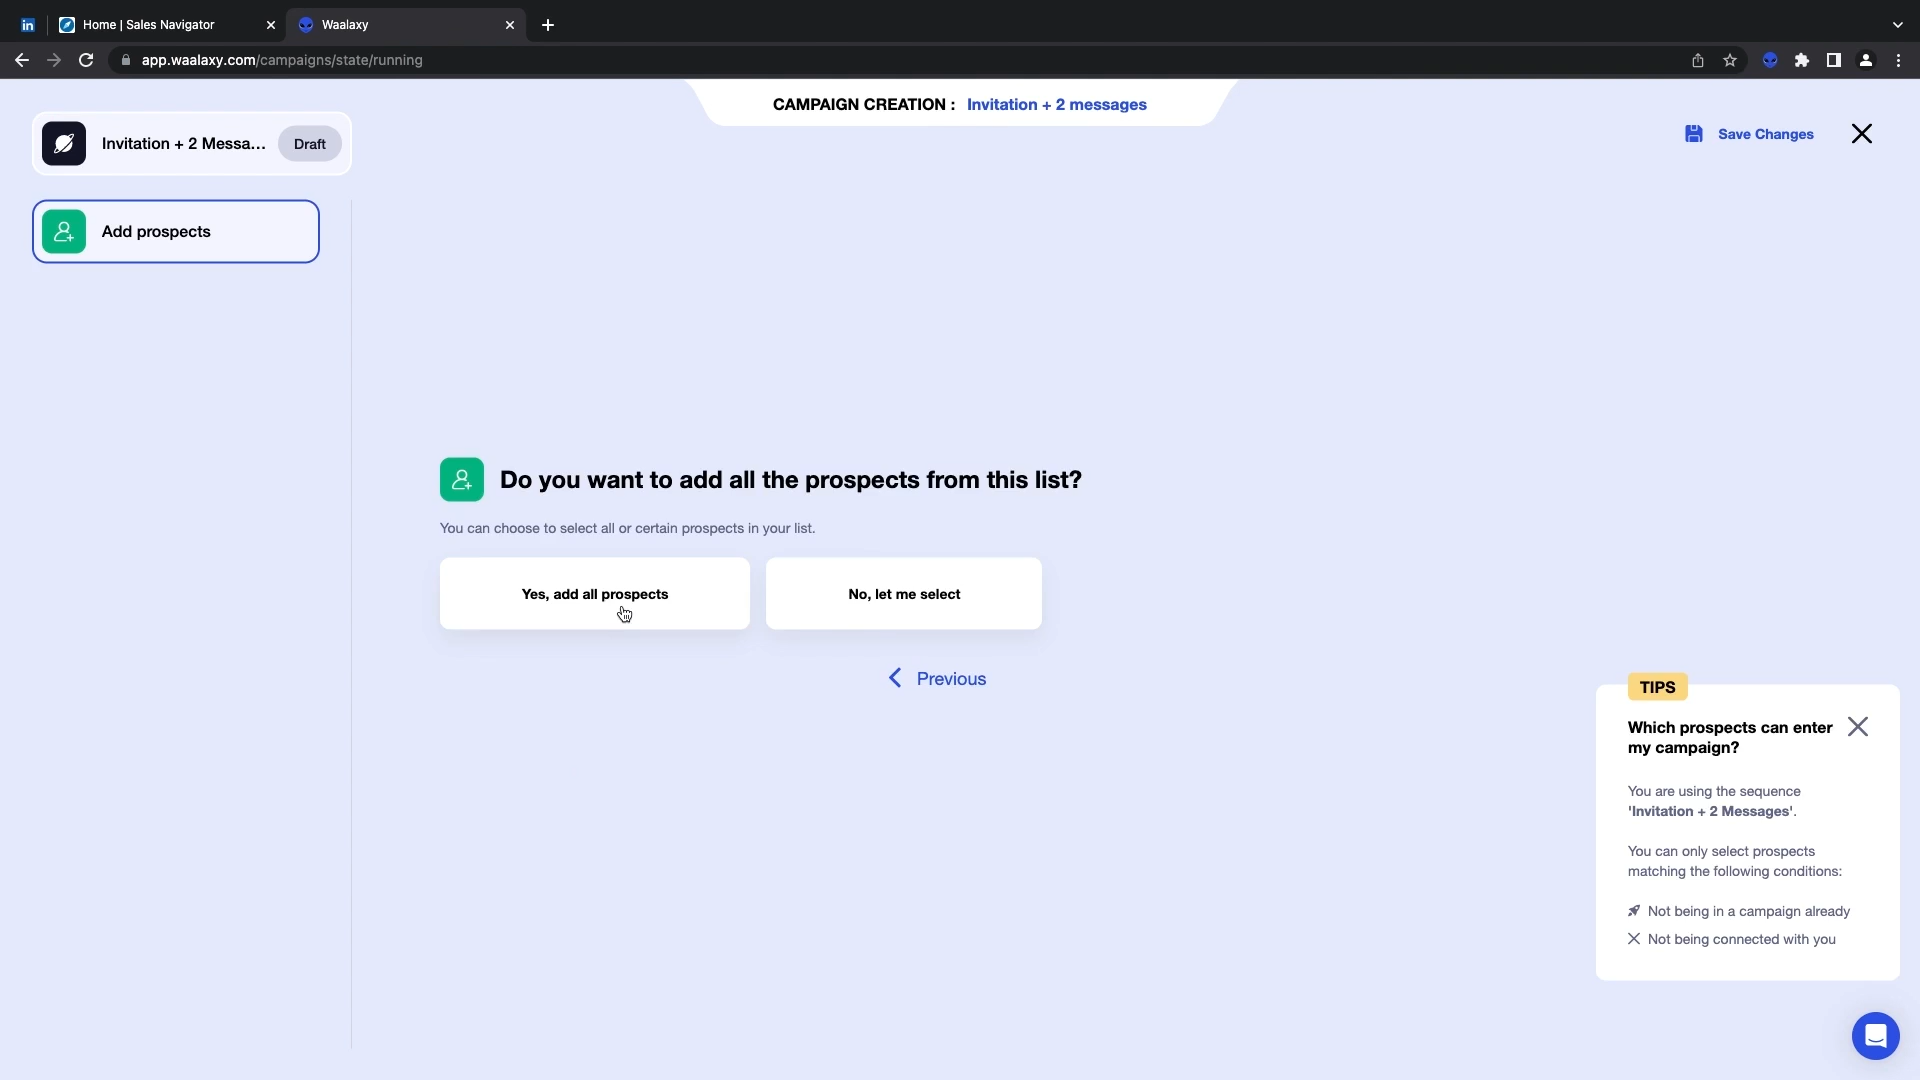 in
Home | Sales Navigator
Waalaxy
app.waalaxy.com/campaigns/state/running
CAMPAIGN CREATION : Invitation + 2 messages
Invitation + 2 Messa...
Draft
Save Changes
Add prospects
Do you want to add all the prospects from this list?
You can choose to select all or certain prospects in your list.
Yes, add all prospects
No, let me select
Previous
TIPS
Which prospects can enter
my campaign?
You are using the sequence
'Invitation + 2 Messages'.
You can only select prospects
matching the following conditions:
Not being in a campaign already
Not being connected with you